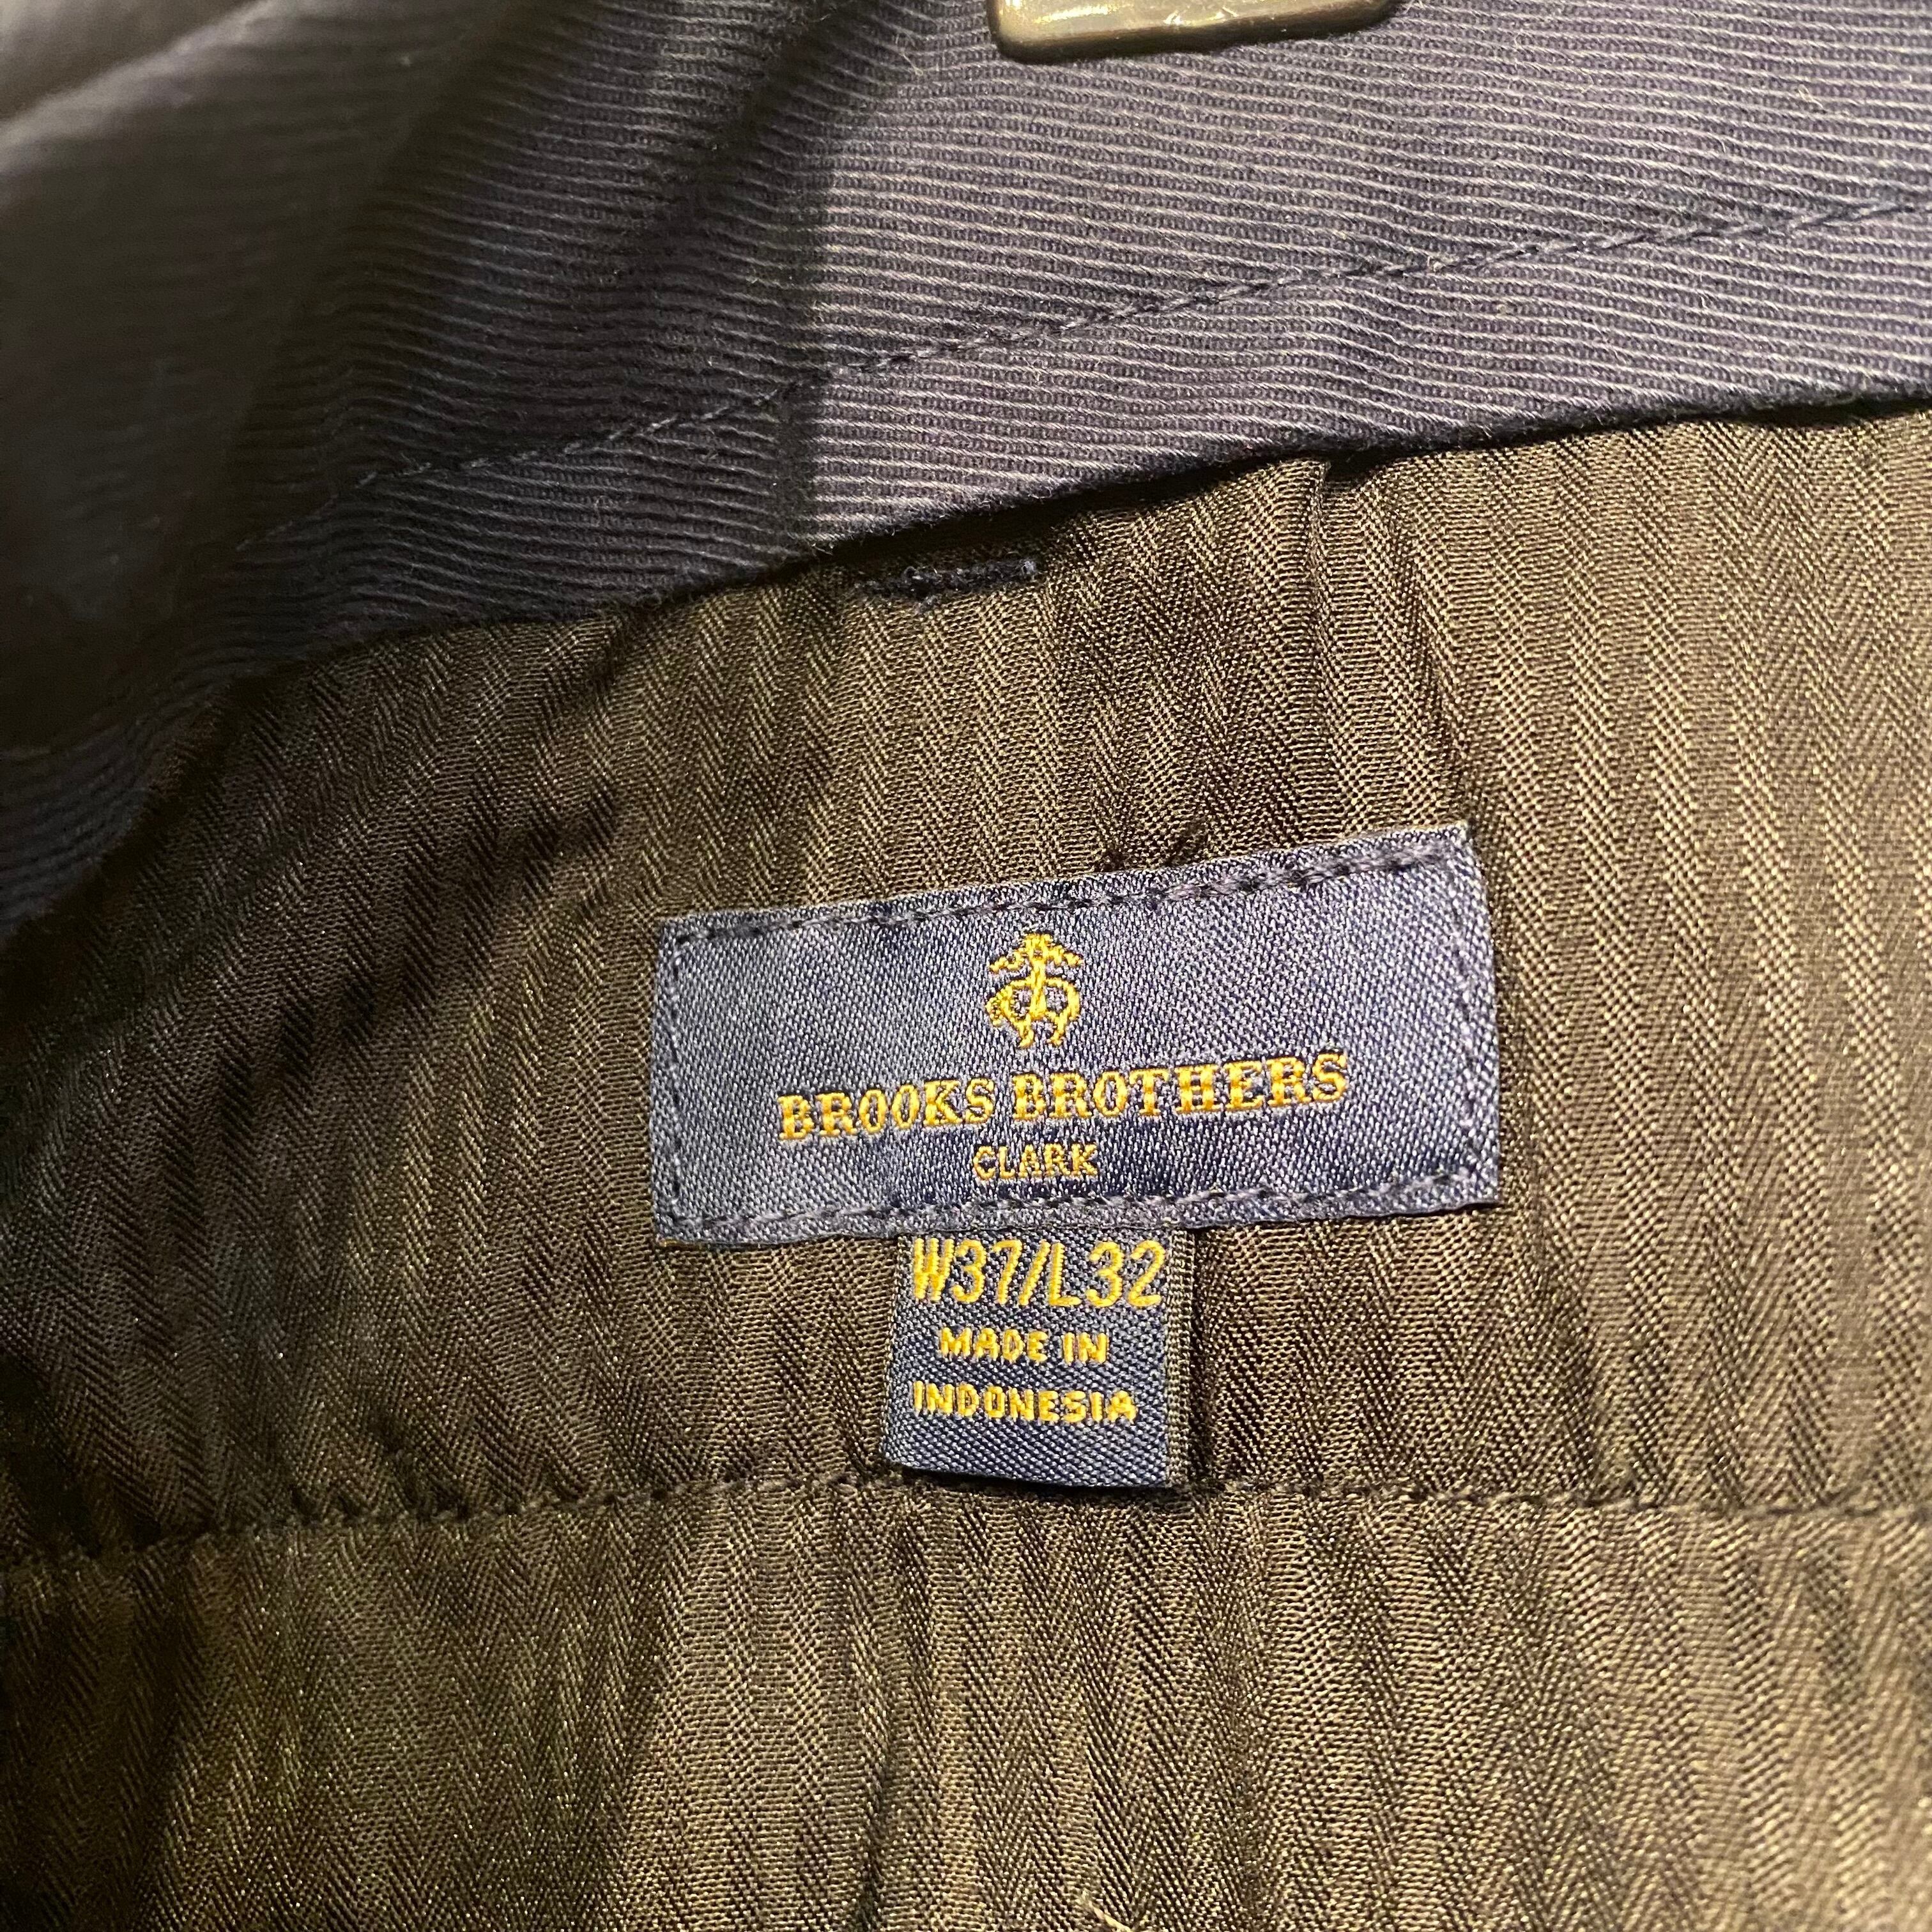 BROOKS BROTHERS
CLARK
W37/L32
MADE IN
INDONESIA